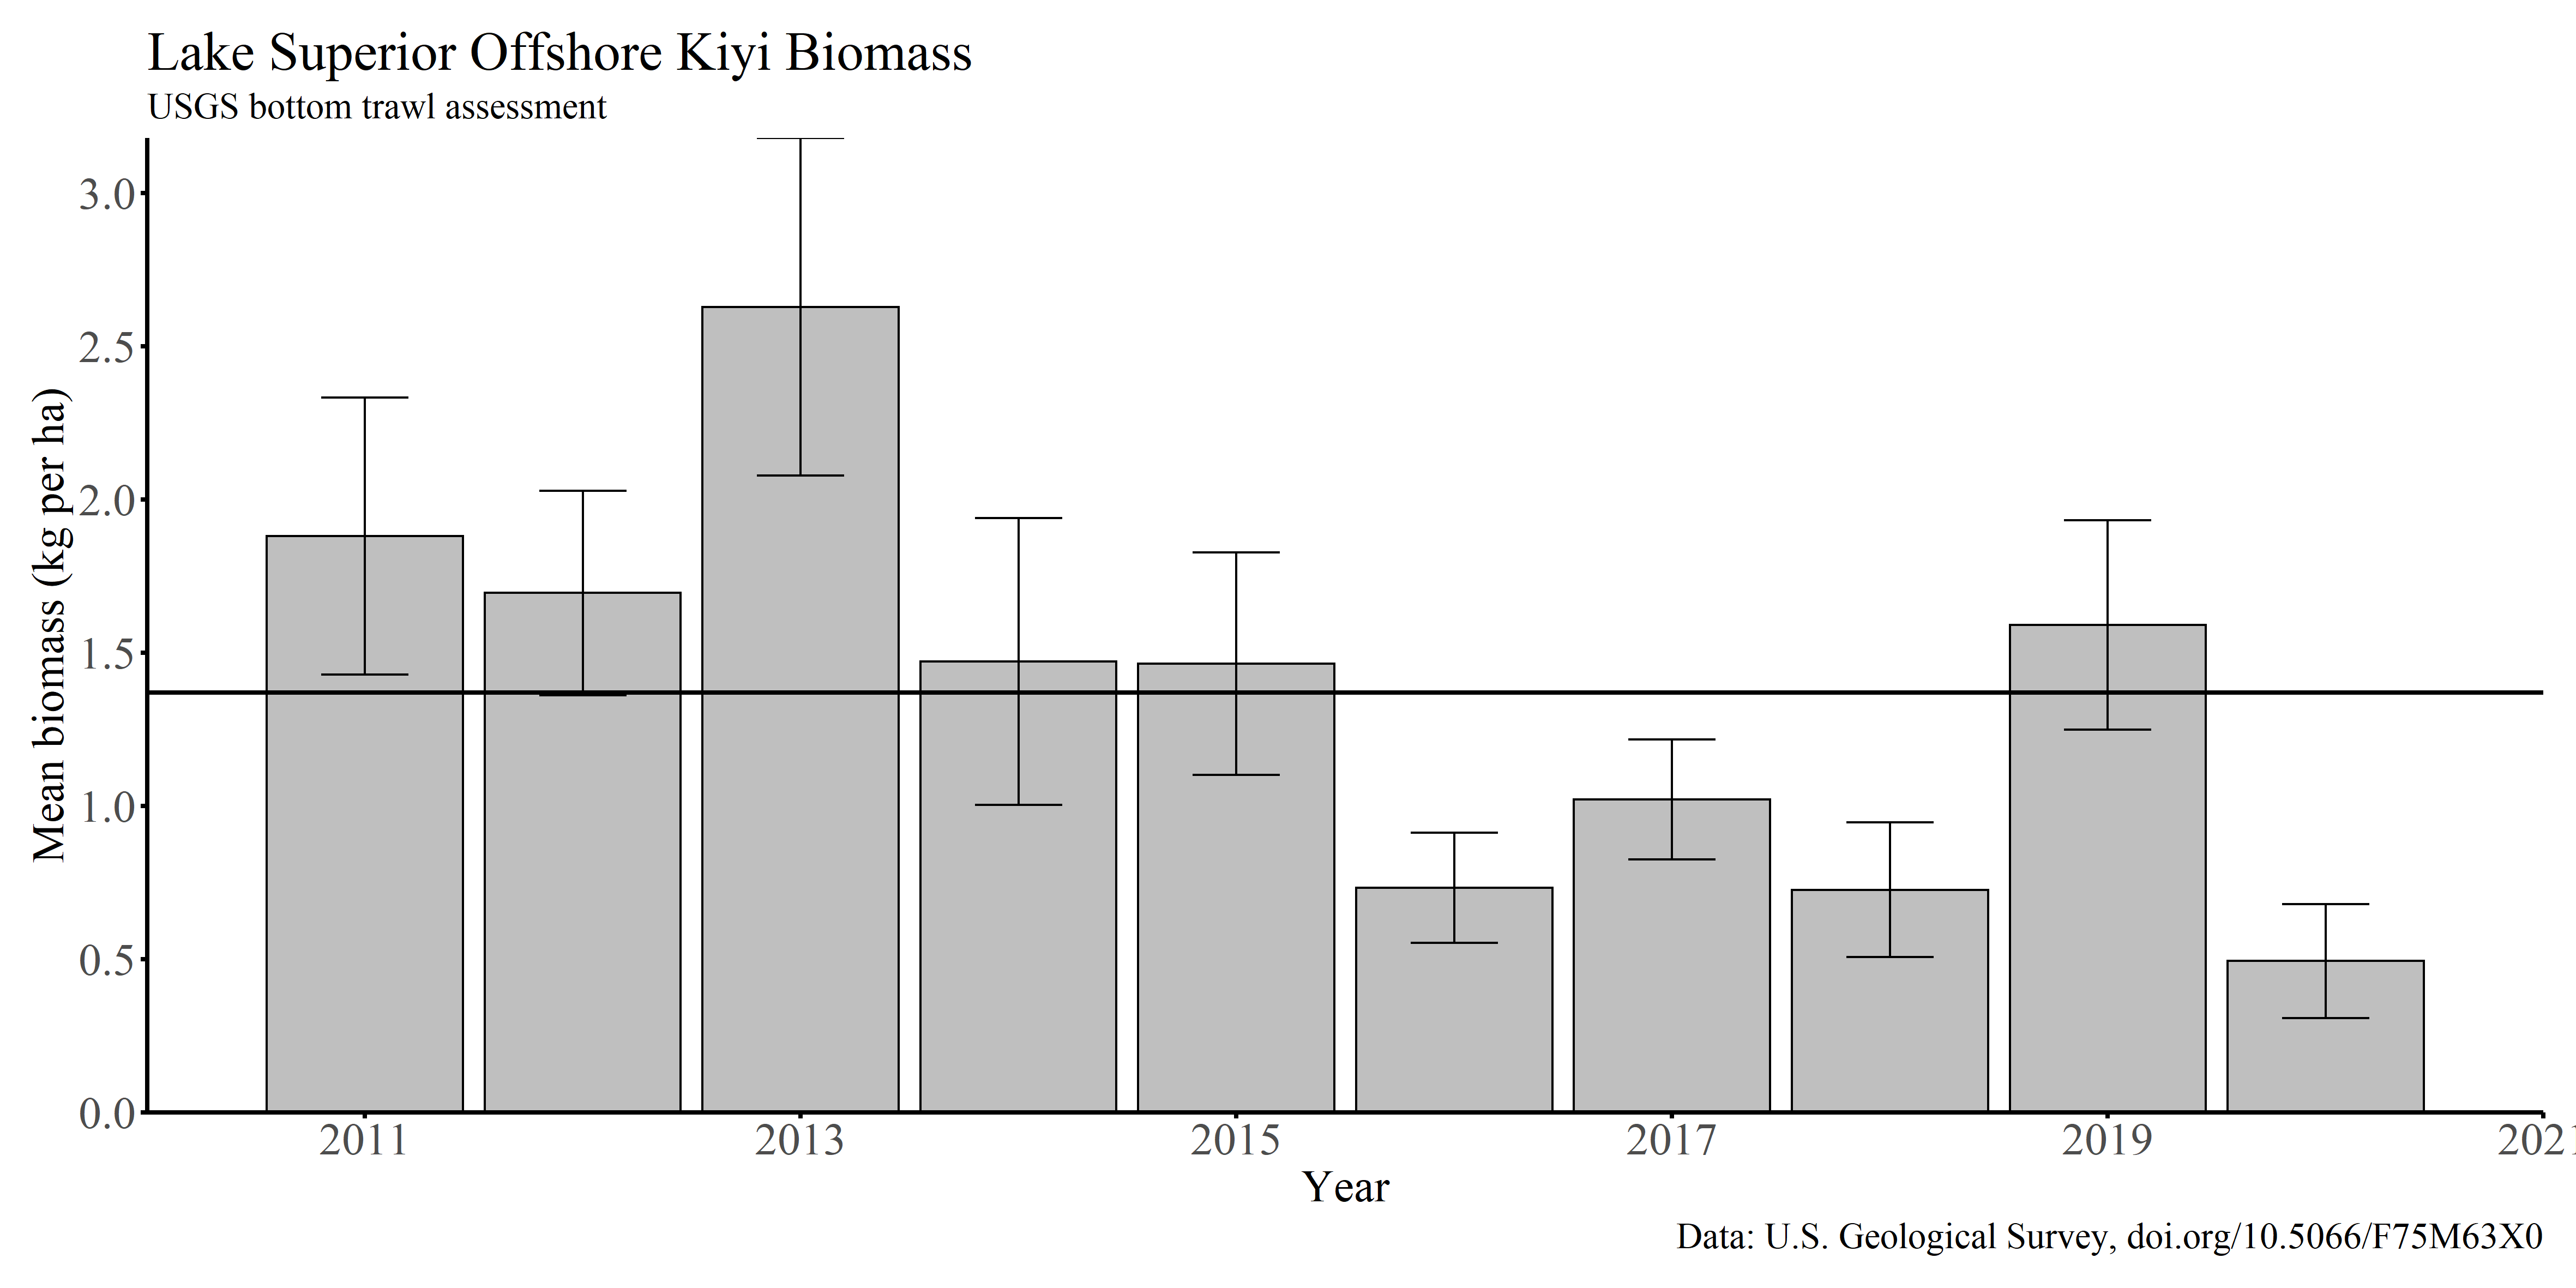 Lake Superior Offshore Kiyi Biomass
USGS bottom trawl assessment
Mean biomass (kg per ha)
3.0
2.5
2.0
1.5
1.0
0.5
0.0
2011 2013 2015 2017 2019 2021
Year
Data: U.S. Geological Survey, doi.org/10.5066/F75M63X0